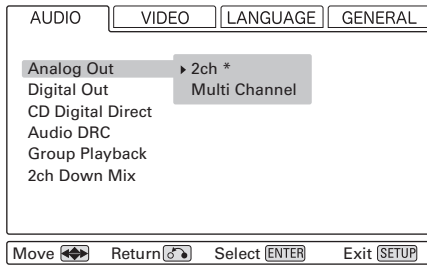 AUDIO VIDEO LANGUAGE GENERAL
Analog Out 2ch *
Digital Out Multi Channel
CD Digital Direct
Audio DRC
Group Playback
2ch Down Mix
Move Return Select ENTER Exit SETUP